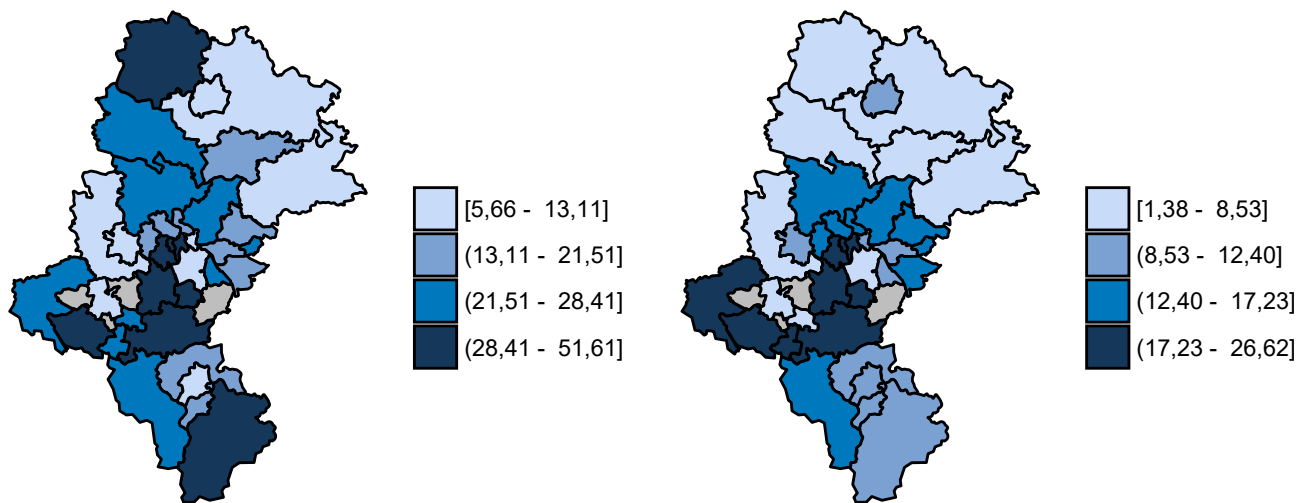 [5,66 - 13,11]
(13,11 - 21,51]
(21,51 - 28,41]
(28,41 - 51,61]
[1,38 - 8,53]
(8,53 - 12,40]
(12,40 - 17,23]
(17,23 - 26,62]